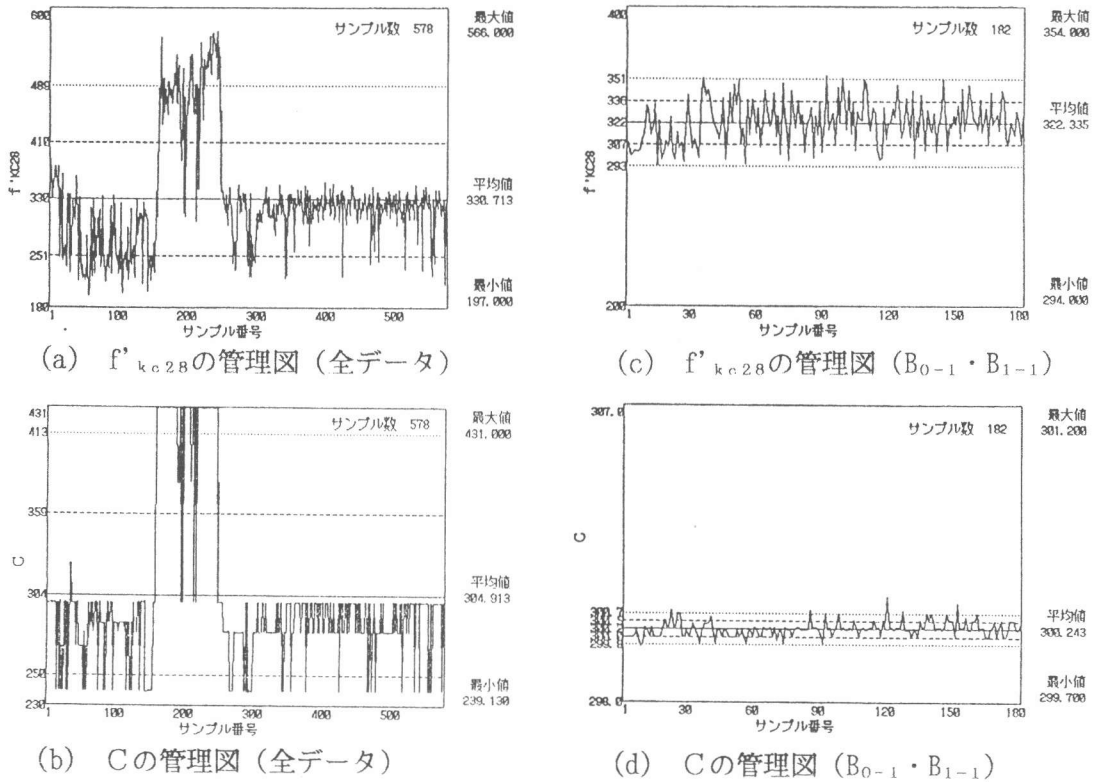 600
489
410
330
251
180
f'KC28
サンプル数 578
最大値
566.000
平均値
330.713
最小値
197.000
1 100 200 300 400 500
サンプル番号
(a) f'kc28の管理図 (全データ)
400
351
336
322
307
293
200
f'KC28
サンプル数 182
最大値
354.000
平均値
322.335
最小値
294.000
1 30 60 90 120 150 180
サンプル番号
(c) f'kc28の管理図 (B0-1・B1-1)
431
413
359
304
250
230
C
サンプル数 578
最大値
431.000
平均値
304.913
最小値
239.130
1 100 200 300 400 500
サンプル番号
(b) Cの管理図 (全データ)
307.0
300.7
298.0
C
サンプル数 182
最大値
301.200
平均値
300.243
最小値
299.700
1 30 60 90 120 150 180
サンプル番号
(d) Cの管理図 (B0-1・B1-1)